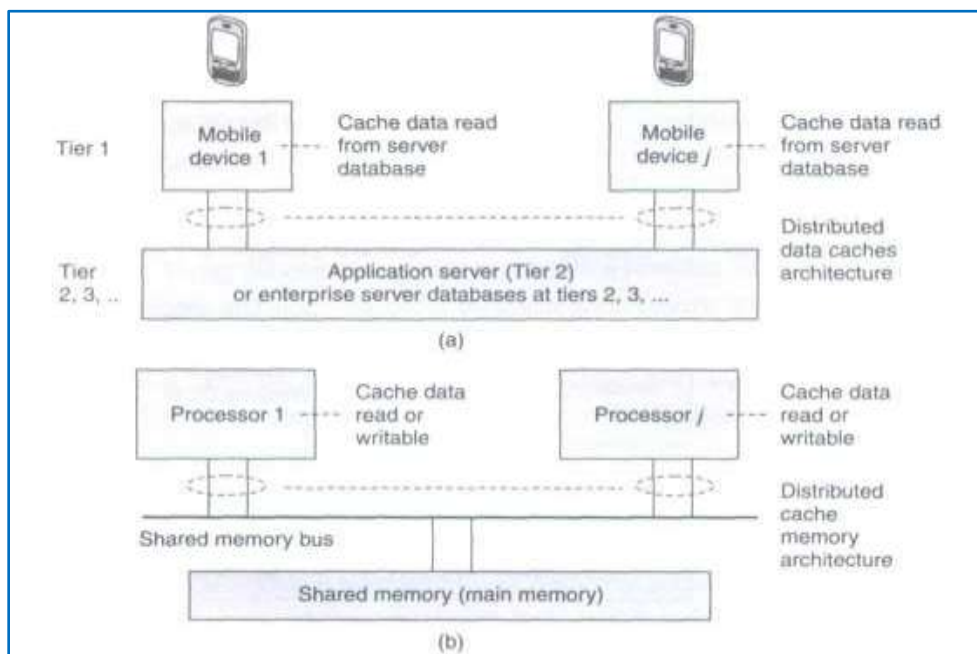 Tier 1
Mobile
device 1
Cache data read
from server
database
Mobile
device j
Cache data read
from server
database
Distributed
data caches
architecture
Tier
2, 3, ..
Application server (Tier 2)
or enterprise server databases at tiers 2, 3, ...
(a)
Processor 1
Cache data
read or
writable
Processor j
Cache data
read or
writable
Distributed
cache
memory
architecture
Shared memory bus
Shared memory (main memory)
(b)